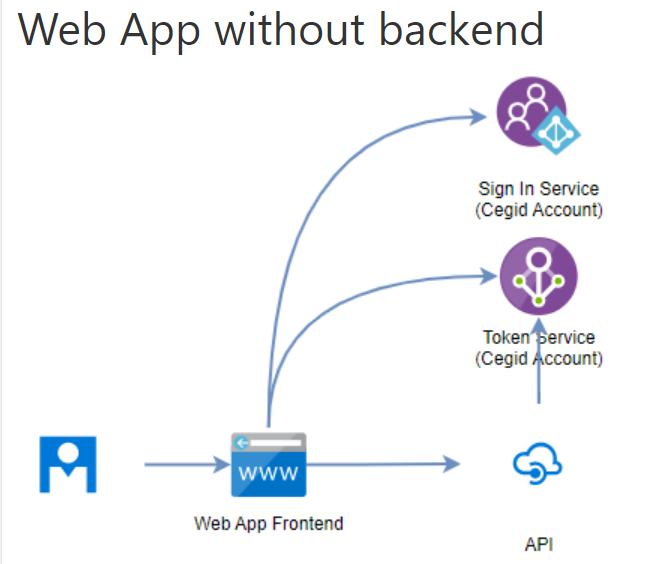 Web App without backend
Sign In Service
(Cegid Account)
Token Service
(Cegid Account)
www
Web App Frontend
API